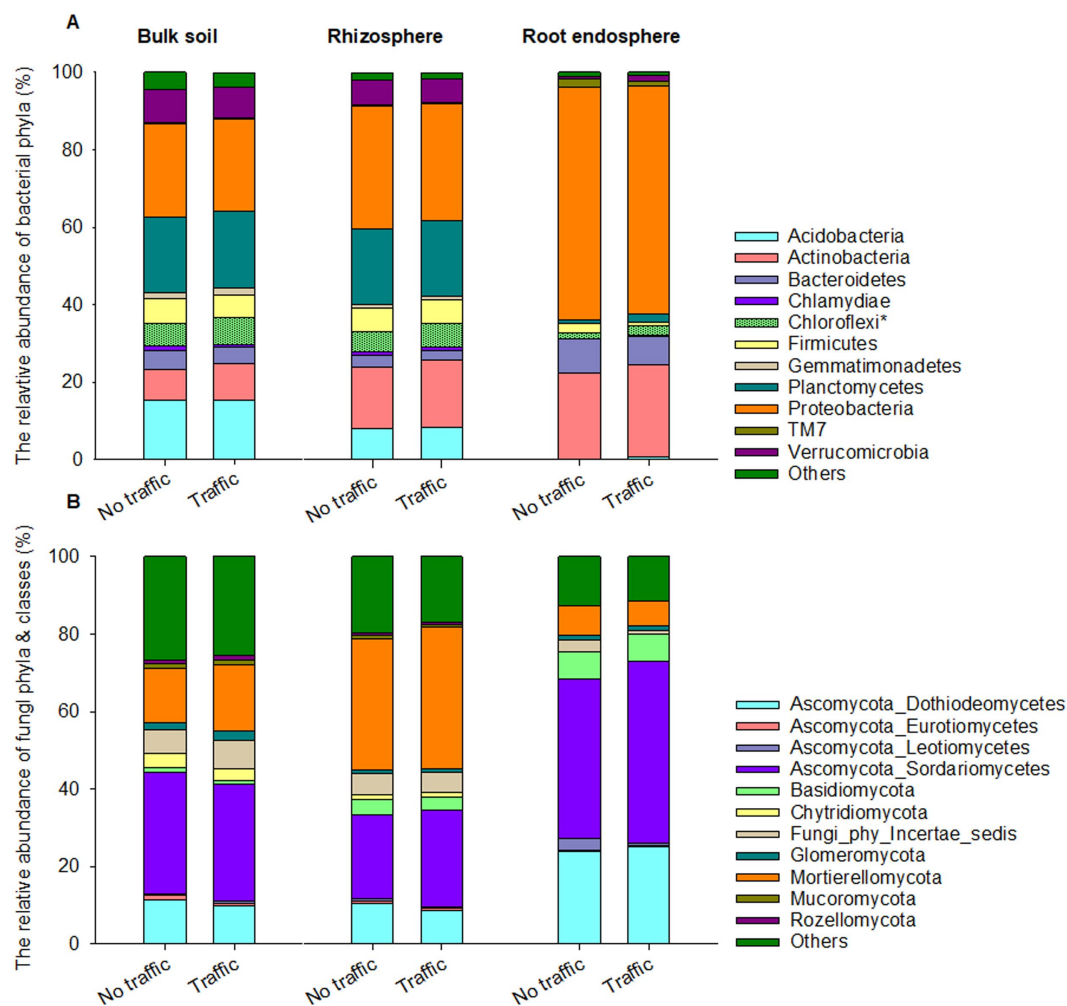 A
Bulk soil
Rhizosphere
Root endosphere
The relavtive abundance of bacterial phyla (%)
100
80
60
40
20
0
No traffic
Traffic
No traffic
Traffic
No traffic
Traffic
Acidobacteria
Actinobacteria
Bacteroidetes
Chlamydiae
Chloroflexi*
Firmicutes
Gemmatimonadetes
Planctomycetes
Proteobacteria
TM7
Verrucomicrobia
Others
B
The relative abundance of fungl phyla & classes (%)
100
80
60
40
20
0
No traffic
Traffic
No traffic
Traffic
No traffic
Traffic
Ascomycota_Dothiodeomycetes
Ascomycota_Eurotiomycetes
Ascomycota_Leotiomycetes
Ascomycota_Sordariomycetes
Basidiomycota
Chytridiomycota
Fungi_phy_Incertae_sedis
Glomeromycota
Mortierellomycota
Mucoromycota
Rozellomycota
Others